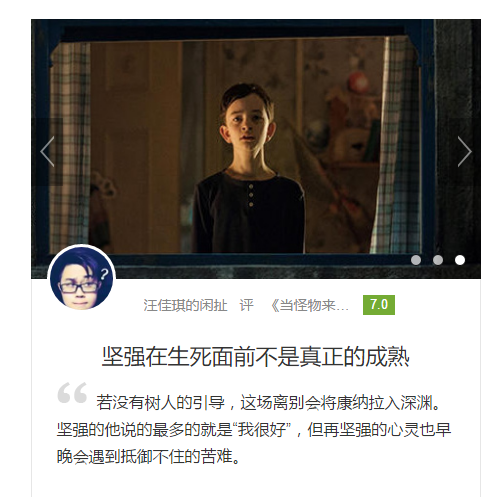 汪佳琪的闲扯 评 《当怪物来... 7.0
坚强在生死面前不是真正的成熟
若没有树人的引导，这场离别会将康纳拉入深渊。
坚强的他说的最多的就是“我很好”，但再坚强的心灵也早
晚会遇到抵御不住的苦难。